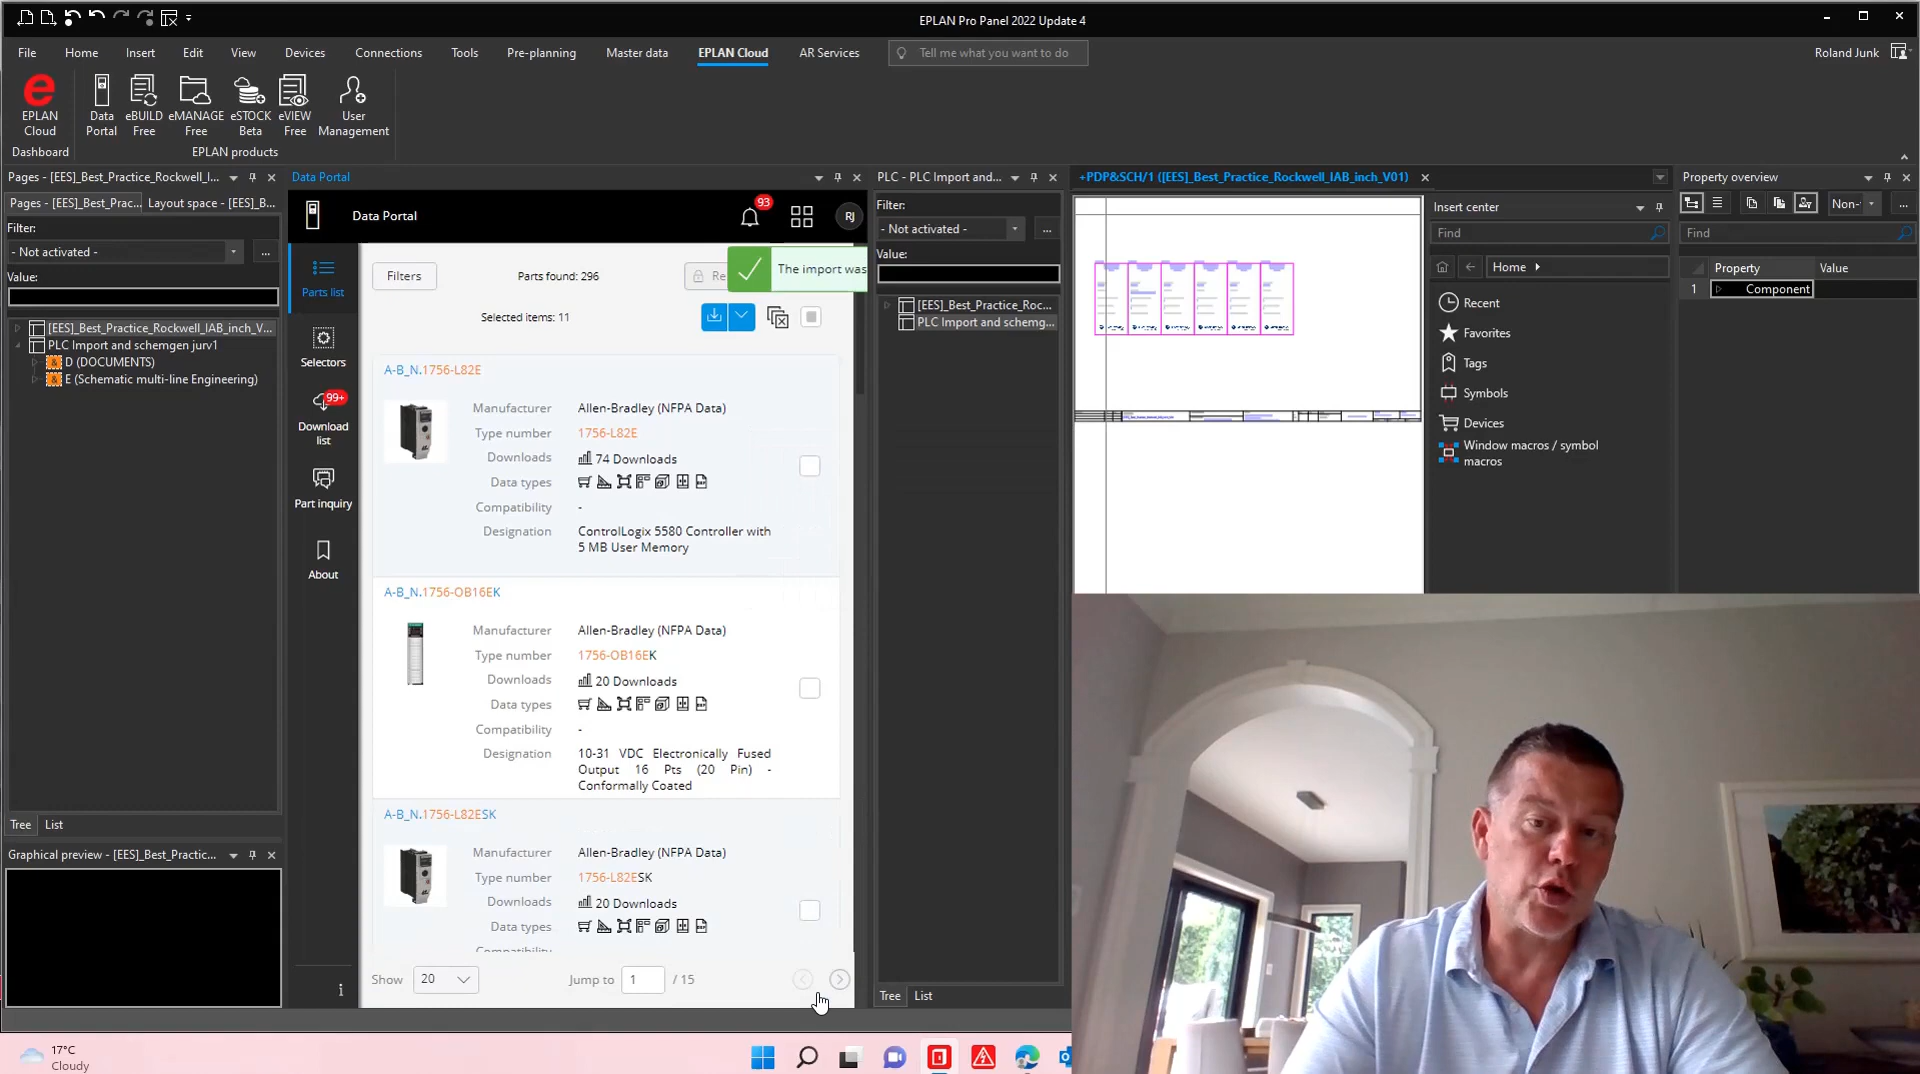 EPLAN Pro Panel 2022 Update 4
File
Home
Insert
Edit
View
Devices
Connections
Tools
Pre-planning
Master data
EPLAN Cloud
AR Services
Tell me what you want to do
Roland Junk
EPLAN Cloud
Data Portal
eBUILD Free
eMANAGE Free
eSTOCK Beta
eVIEW Free
User Management
Dashboard
EPLAN products
Pages - [EES]_Best_Practice_Rockwell_I...
Pages - [EES]_Best_Prac...
Layout space - [EES]_B...
Filter:
- Not activated -
...
Value:
[EES]_Best_Practice_Rockwell_IAB_inch_V...
PLC Import and schemgen jurv1
D (DOCUMENTS)
E (Schematic multi-line Engineering)
Tree
List
Graphical preview - [EES]_Best_Practic...
Data Portal
Data Portal
93
RJ
Parts list
Selectors
99+
Download list
Part inquiry
About
Filters
Parts found: 296
Re
The import was
Selected items: 11
A-B_N.1756-L82E
Manufacturer Allen-Bradley (NFPA Data)
Type number 1756-L82E
Downloads 74 Downloads
Data types
Compatibility -
Designation ControlLogix 5580 Controller with
5 MB User Memory
A-B_N.1756-OB16EK
Manufacturer Allen-Bradley (NFPA Data)
Type number 1756-OB16EK
Downloads 20 Downloads
Data types
Compatibility -
Designation 10-31 VDC Electronically Fused
Output 16 Pts (20 Pin) -
Conformally Coated
A-B_N.1756-L82ESK
Manufacturer Allen-Bradley (NFPA Data)
Type number 1756-L82ESK
Downloads 20 Downloads
Data types
Show 20
Jump to 1 / 15
PLC - PLC Import and...
Filter:
- Not activated -
...
Value:
[EES]_Best_Practice_Roc...
PLC Import and schemg...
Tree
List
+PDP&SCH/1 ([EES]_Best_Practice_Rockwell_IAB_inch_V01)
Insert center
Find
Home
Recent
Favorites
Tags
Symbols
Devices
Window macros / symbol macros
Property overview
Non-
...
Find
Property
Value
1
Component
17°C
Cloudy